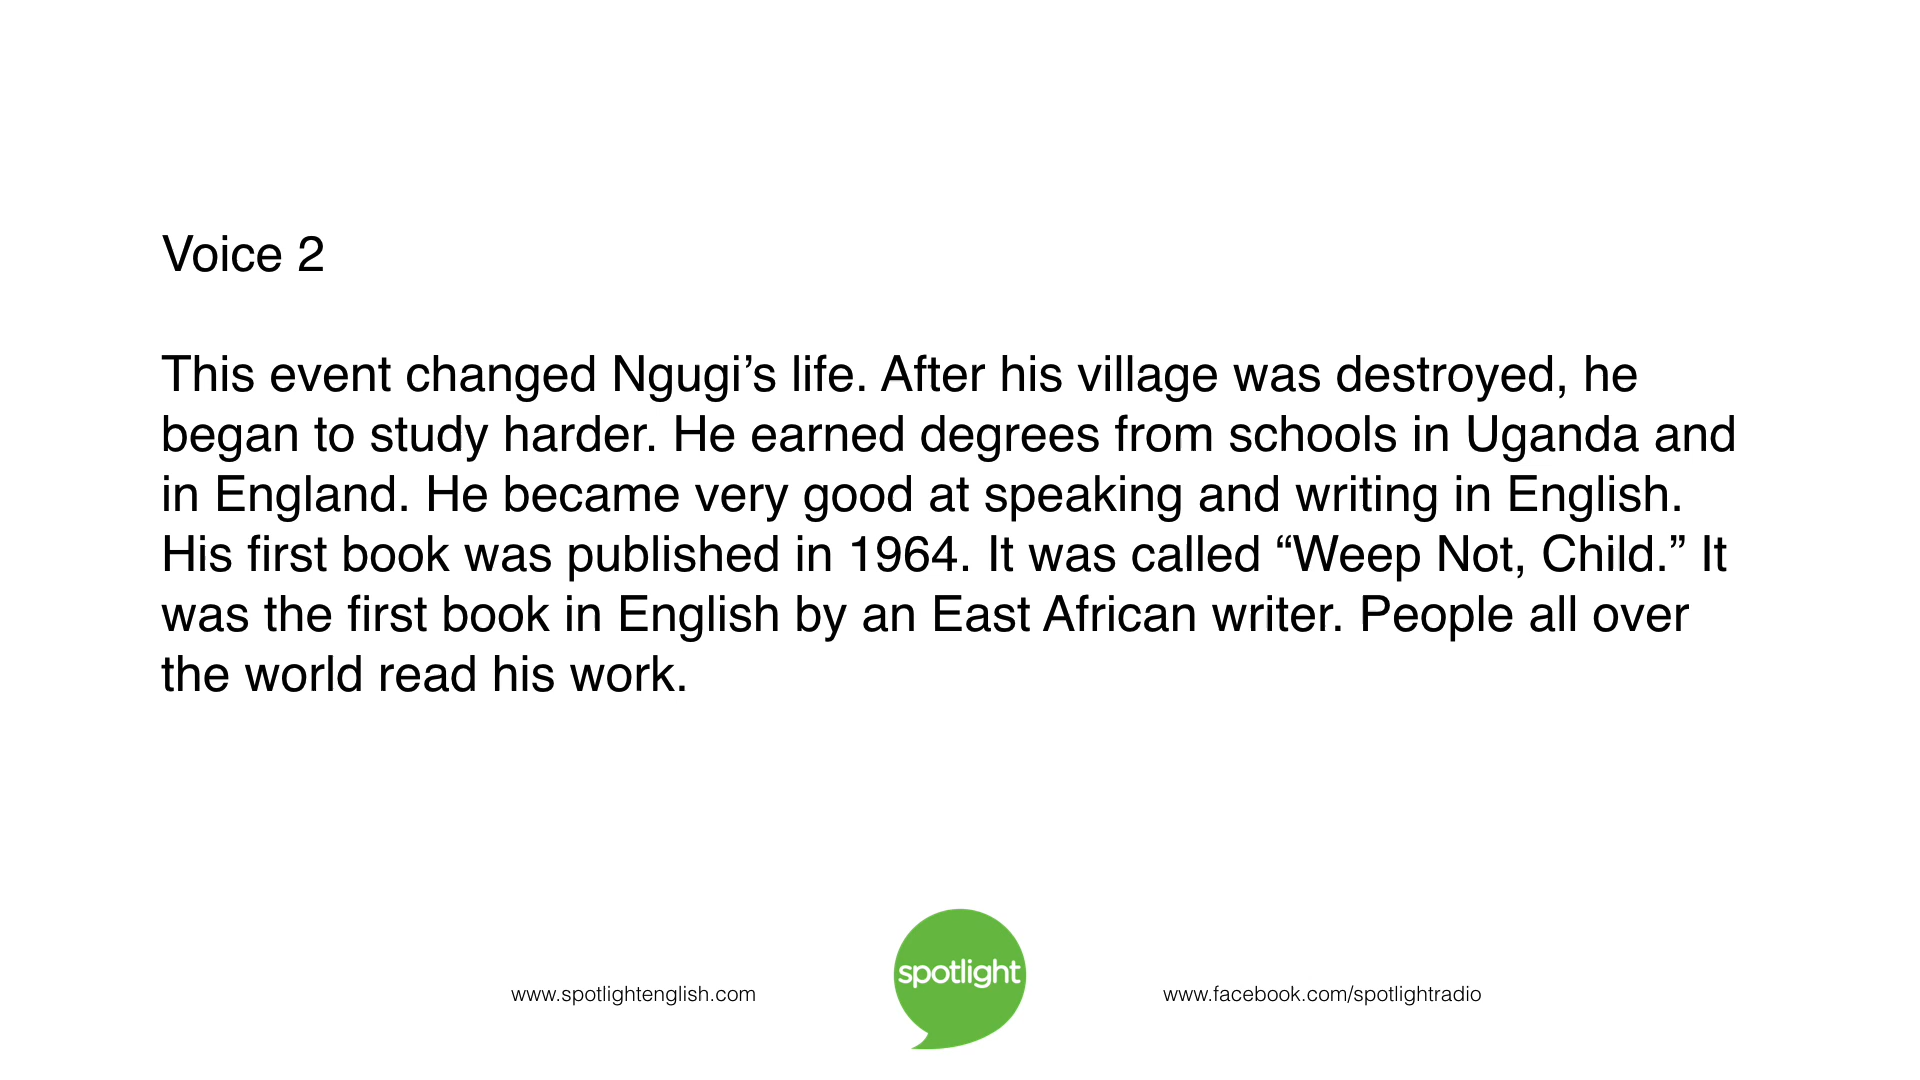 Voice 2
This event changed Ngugi’s life. After his village was destroyed, he
began to study harder. He earned degrees from schools in Uganda and
in England. He became very good at speaking and writing in English.
His first book was published in 1964. It was called “Weep Not, Child.” It
was the first book in English by an East African writer. People all over
the world read his work.
www.spotlightenglish.com
spotlight
www.facebook.com/spotlightradio